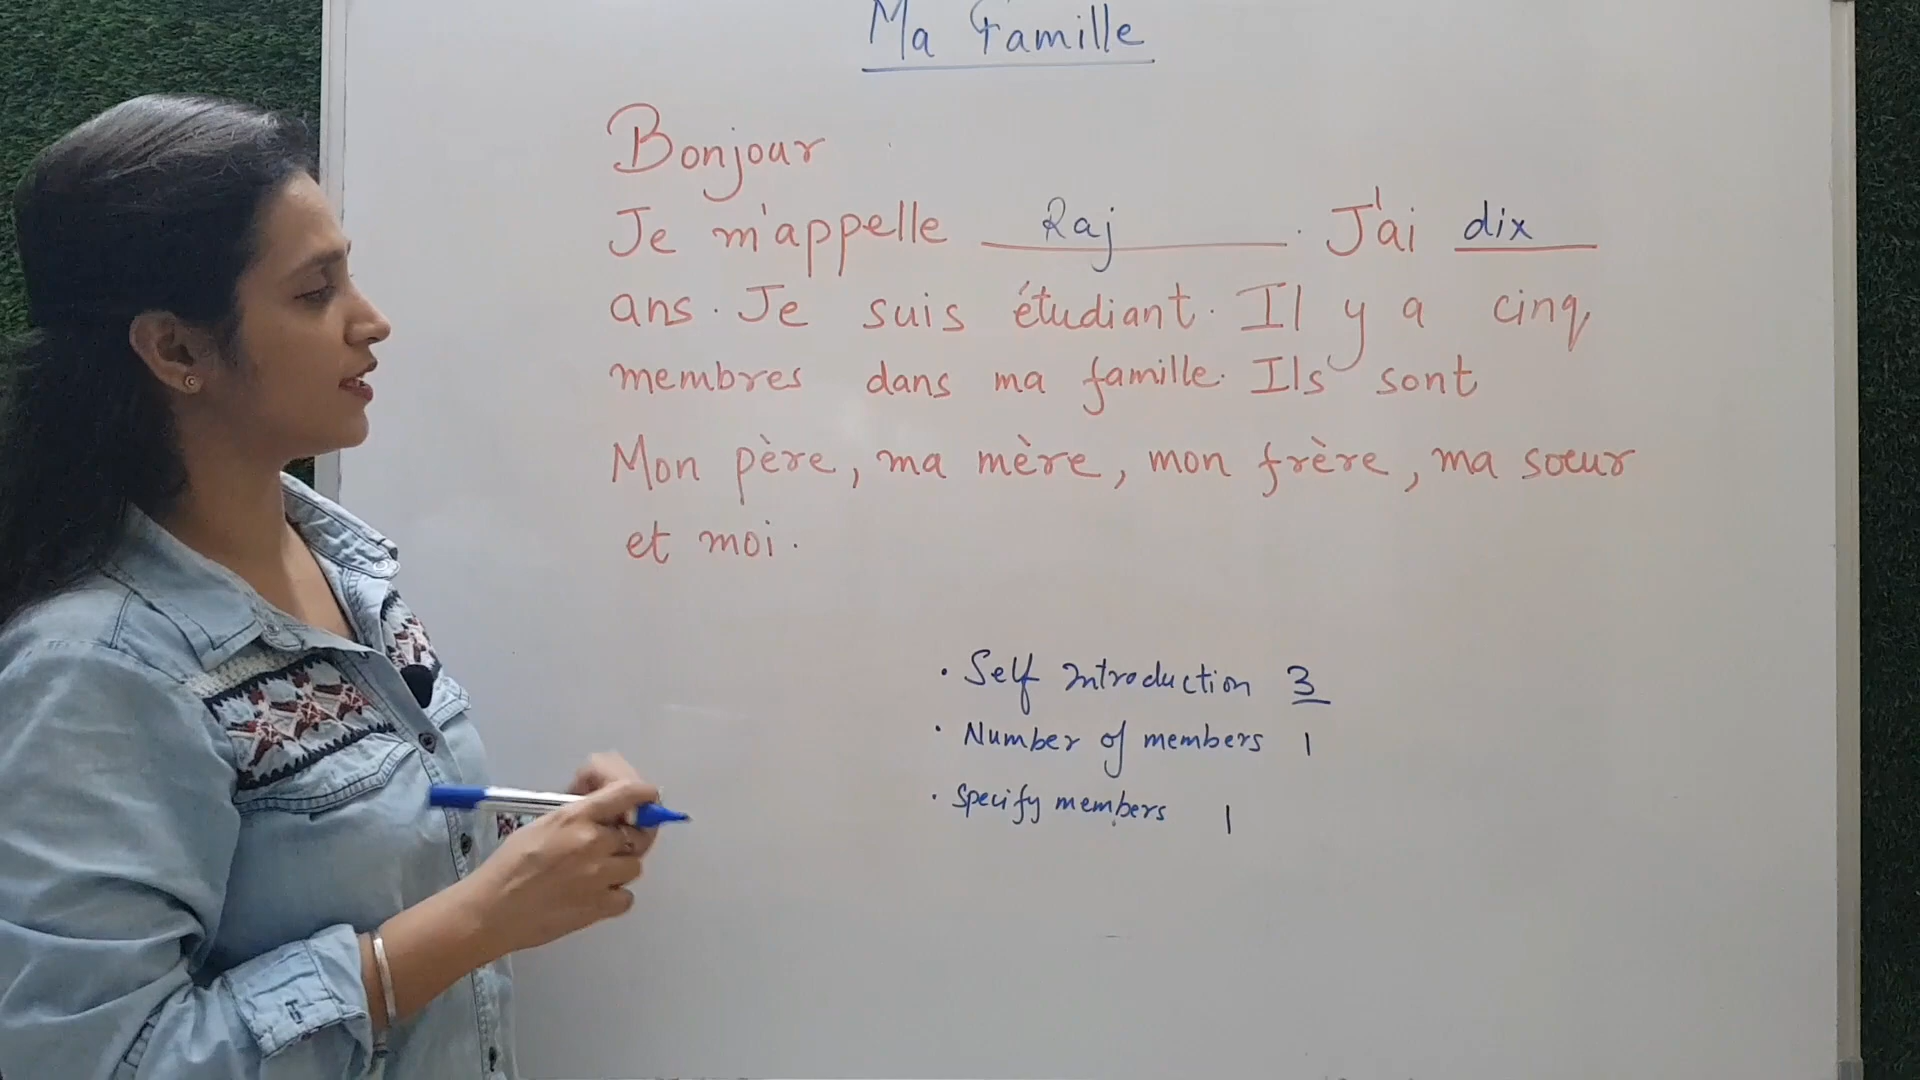 Ma Famille
Bonjour
Je m'appelle Raj. J'ai dix
ans. Je suis étudiant. Il y a cinq
membres dans ma famille. Ils sont
Mon père, ma mère, mon frère, ma sœur
et moi.
• Self Introduction 3
• Number of members 1
• Specify members 1